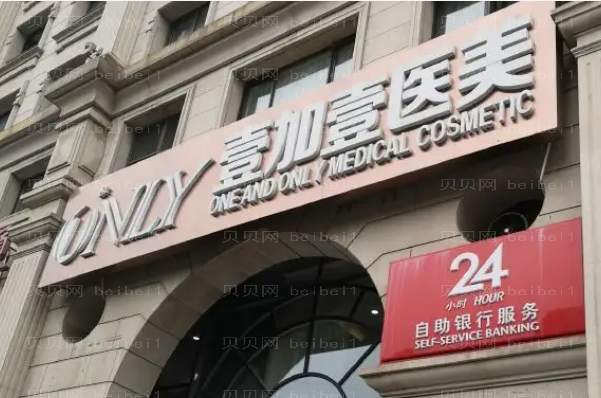 ONLY
壹加壹医美
ONE AND ONLY MEDICAL COSMETIC
24
小时 HOUR
自助银行服务
SELF-SERVICE BANKING
贝贝网 beibei1